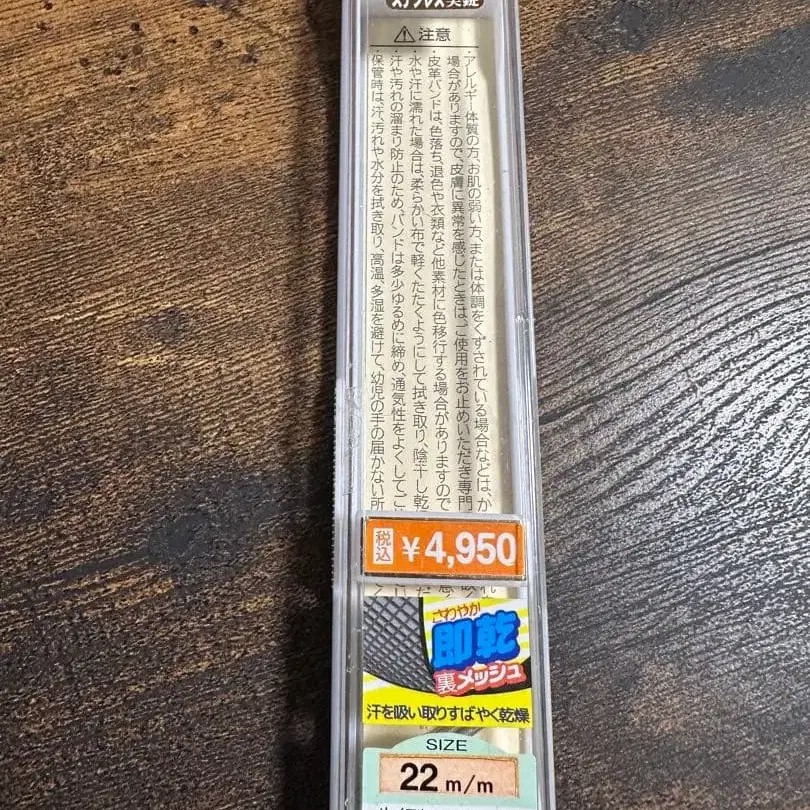 ステンレス美錠
⚠注意
アレルギー体質の方、お肌の弱い方、または体調をくずされている場合などは、か
場合がありますので、皮膚に異常を感じたときは、ご使用をお止めいただき専門
皮革バンドは、色落ち、退色や衣類など他素材に色移行する場合がありますので
水や汗に濡れた場合は、柔らかい布で軽くたたくようにして拭き取り、陰干し乾
汗や汚れの溜まり防止のため、バンドは多少ゆるめに締め、通気性をよくしてご
保管時は、汗、汚れや水分を拭き取り、高温、多湿を避けて、幼児の手の届かない所
税込 ¥4,950
さわやか
即乾
裏メッシュ
汗を吸い取りすばやく乾燥
SIZE
22 m/m